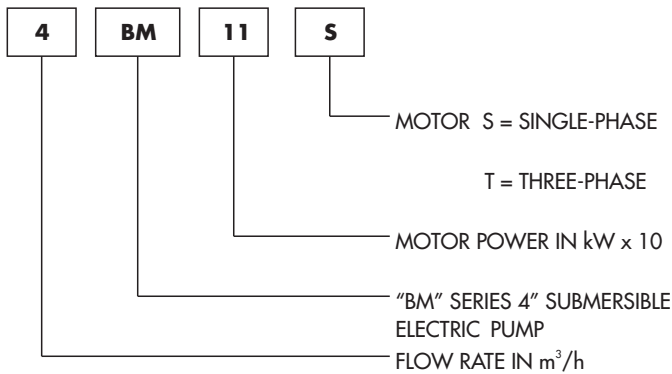 4 BM 11 S
MOTOR S = SINGLE-PHASE
T = THREE-PHASE
MOTOR POWER IN kW x 10
“BM” SERIES 4” SUBMERSIBLE
ELECTRIC PUMP
FLOW RATE IN m³/h